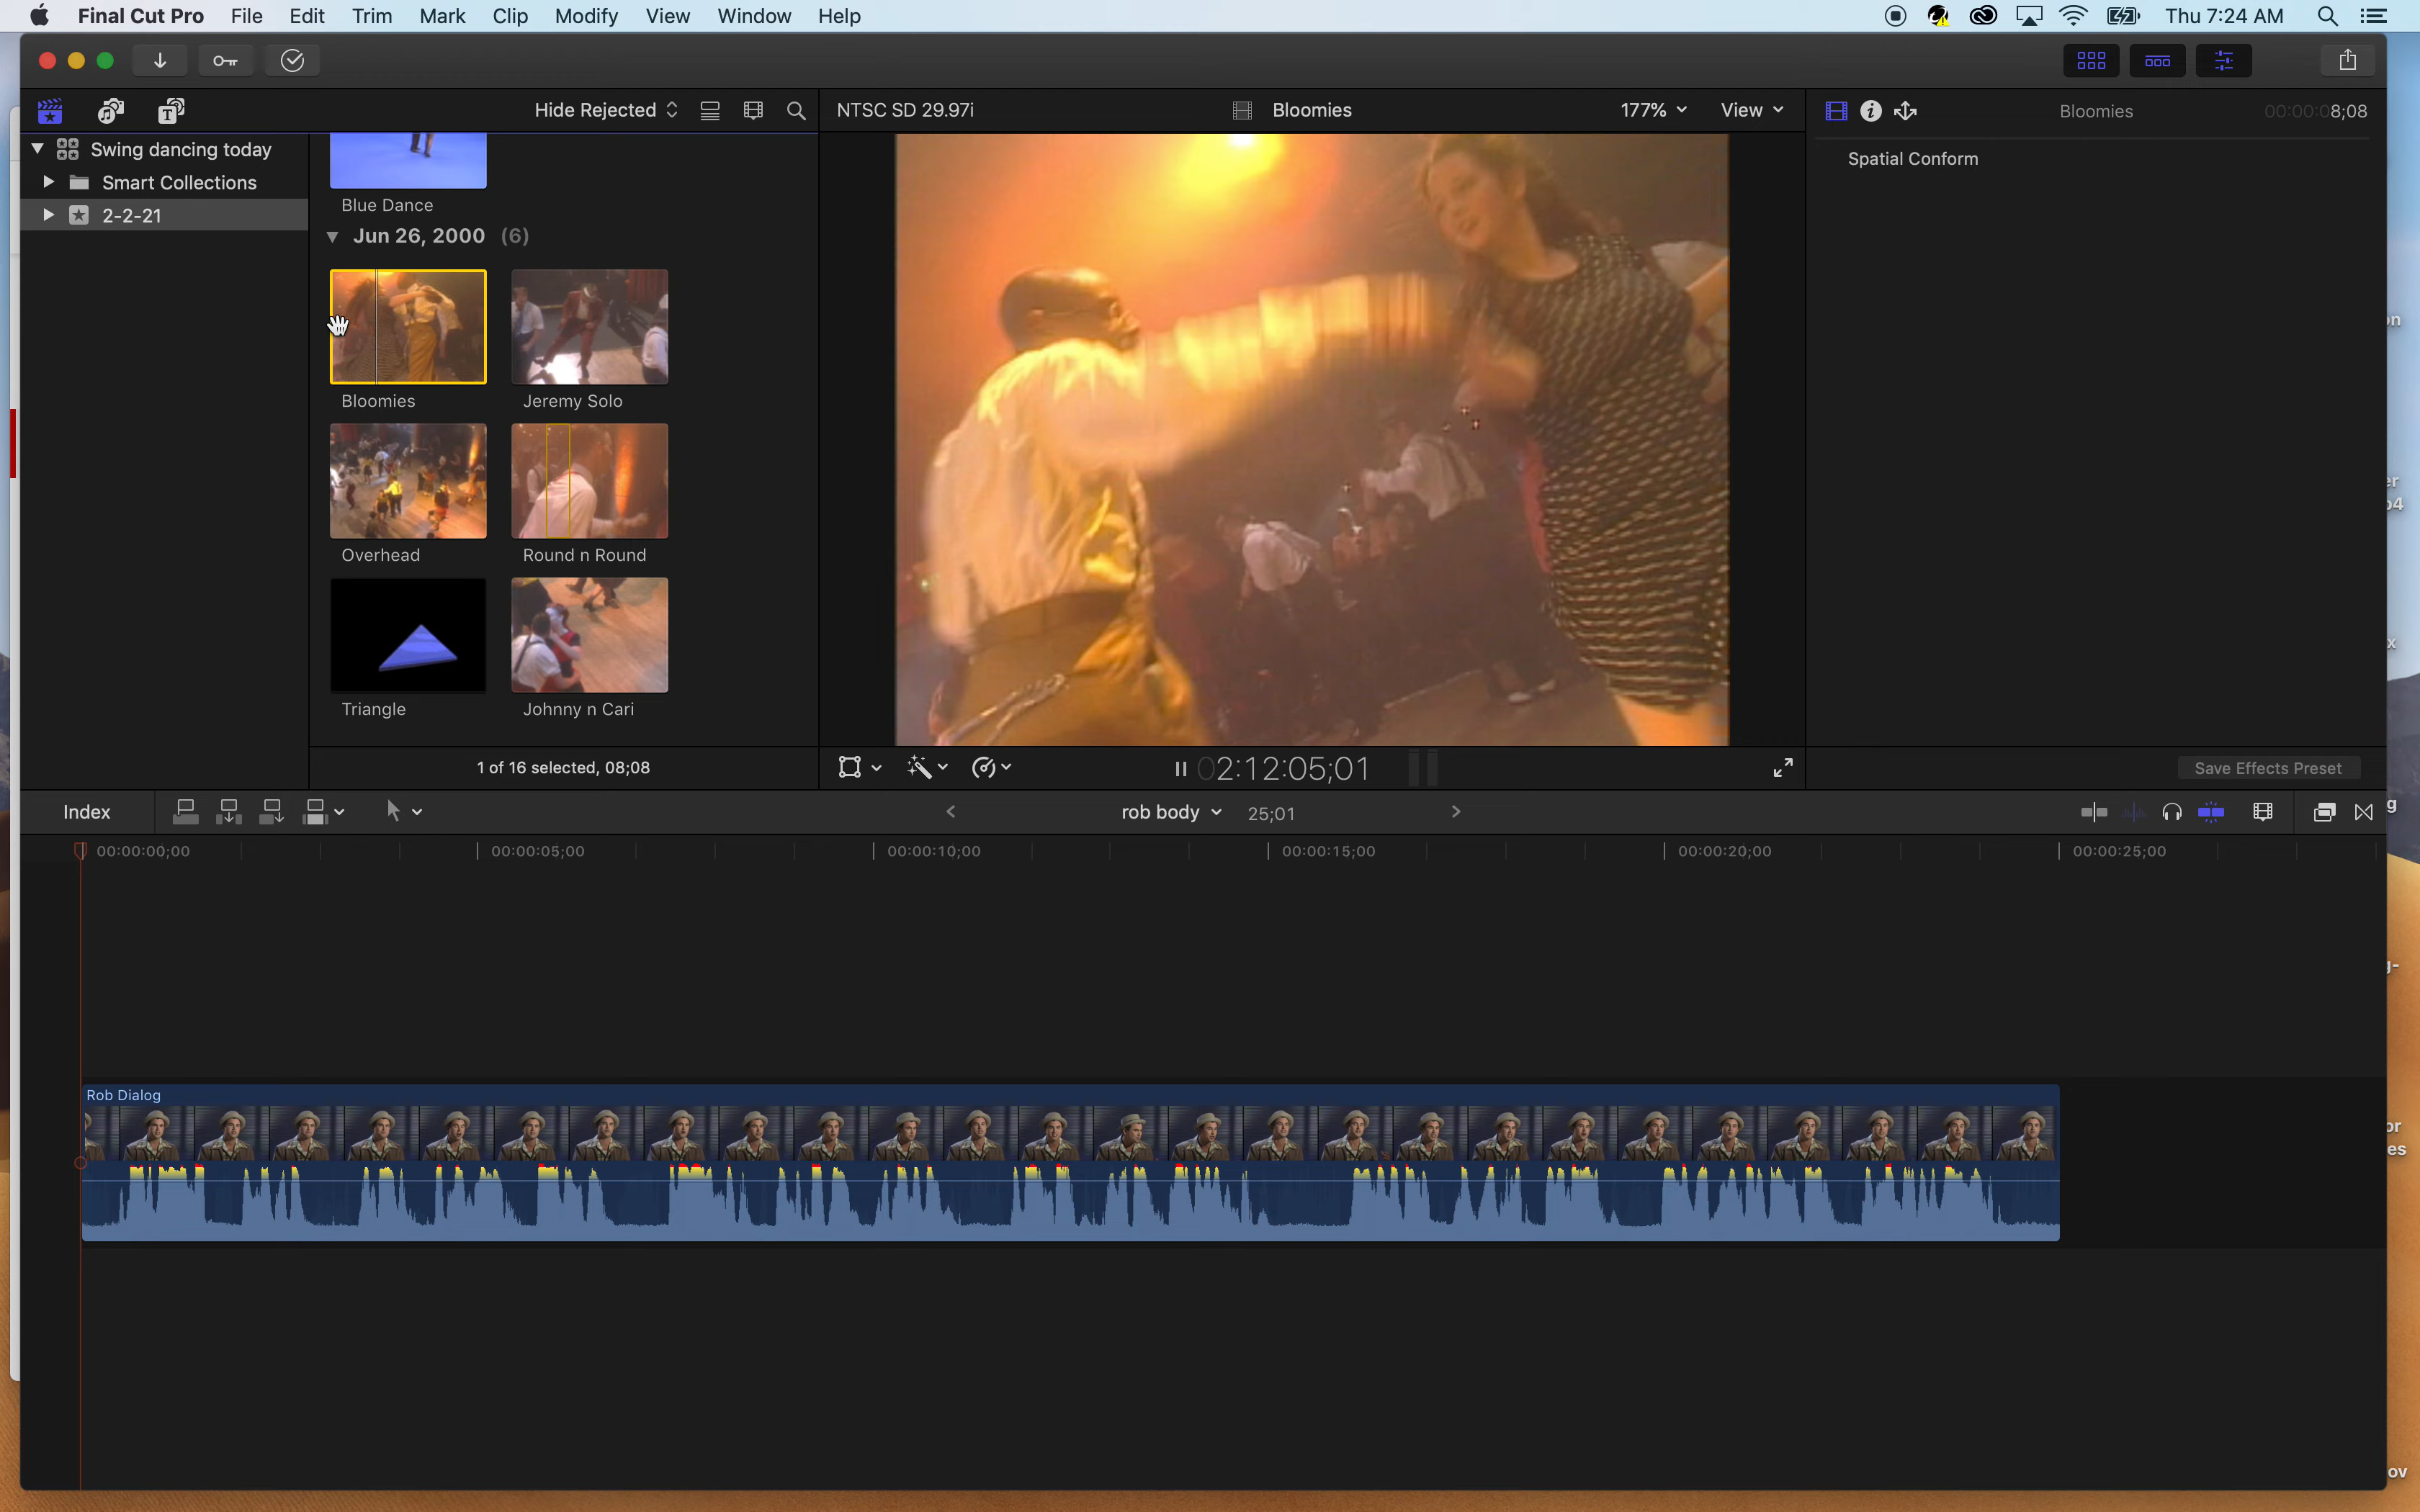 Final Cut Pro File Edit Trim Mark Clip Modify View Window Help Thu 7:24 AM
Hide Rejected NTSC SD 29.97i Bloomies 177% View Bloomies 00:00:08;08
Swing dancing today
Smart Collections
2-2-21
Spatial Conform
Blue Dance
Jun 26, 2000 (6)
Bloomies Jeremy Solo
Overhead Round n Round
Triangle Johnny n Cari
1 of 16 selected, 08;08 02:12:05;01 Save Effects Preset
Index rob body 25;01
00:00:00;00 00:00:05;00 00:00:10;00 00:00:15;00 00:00:20;00 00:00:25;00
Rob Dialog